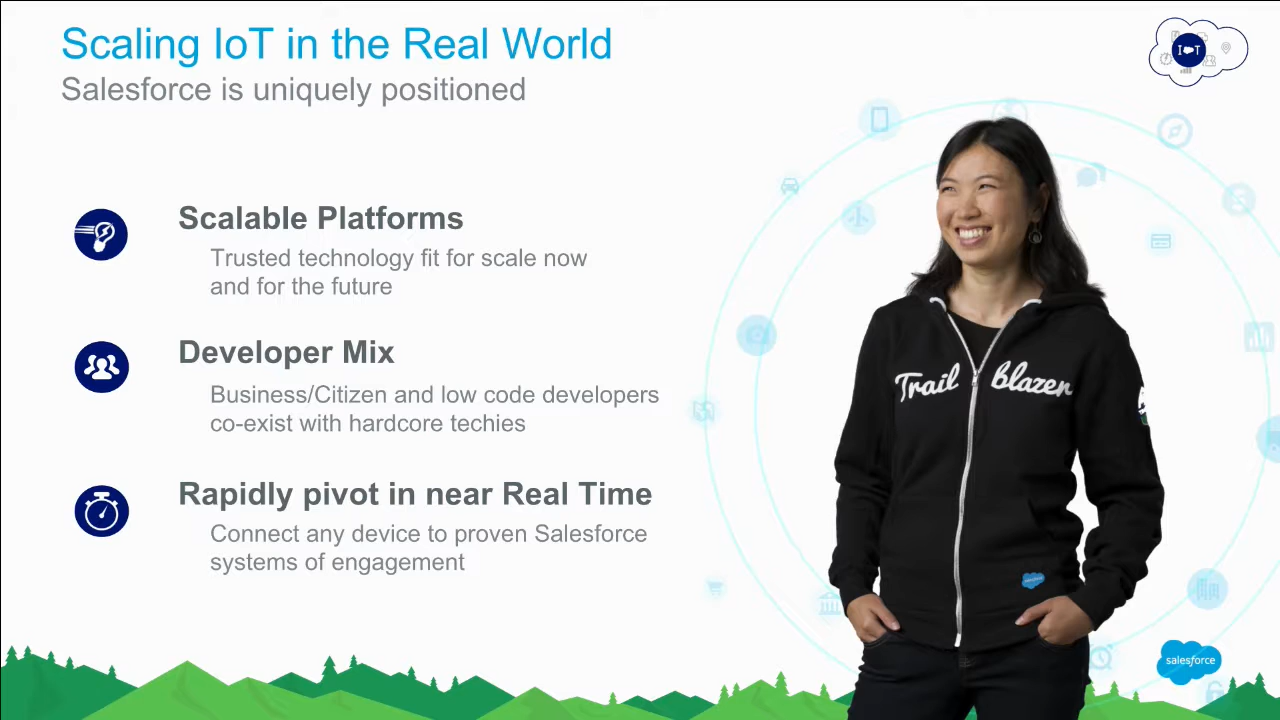 Scaling IoT in the Real World
Salesforce is uniquely positioned
IoT
Scalable Platforms
Trusted technology fit for scale now
and for the future
Developer Mix
Business/Citizen and low code developers
co-exist with hardcore techies
Rapidly pivot in near Real Time
Connect any device to proven Salesforce
systems of engagement
Trail blazer
salesforce
salesforce